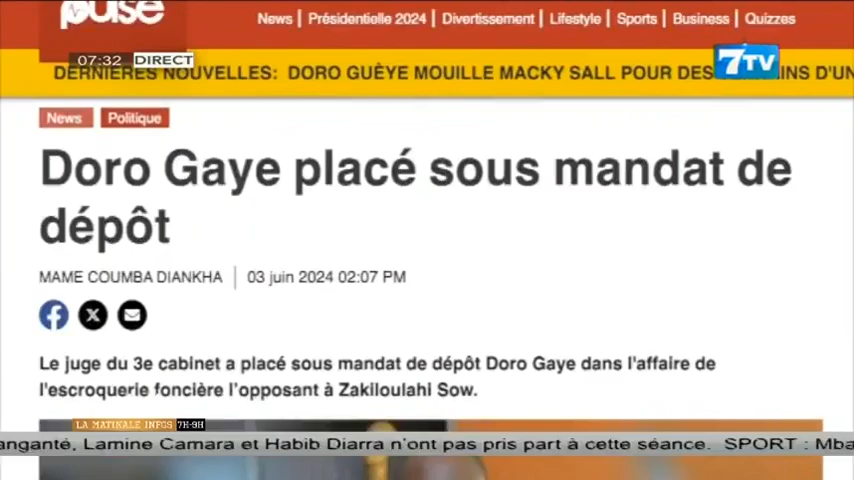 pulse
News | Présidentielle 2024 | Divertissement | Lifestyle | Sports | Business | Quizzes
07:32 DIRECT
7TV
DERNIÈRES NOUVELLES: DORO GUÈYE MOUILLE MACKY SALL POUR DES
INS D'UN
News Politique
Doro Gaye placé sous mandat de
dépôt
MAME COUMBA DIANKHA | 03 juin 2024 02:07 PM
Le juge du 3e cabinet a placé sous mandat de dépôt Doro Gaye dans l'affaire de
l'escroquerie foncière l'opposant à Zakiloulahi Sow.
LA MATINALE INFOS 7H-9H
anganté, Lamine Camara et Habib Diarra n'ont pas pris part à cette séance. SPORT : Mba